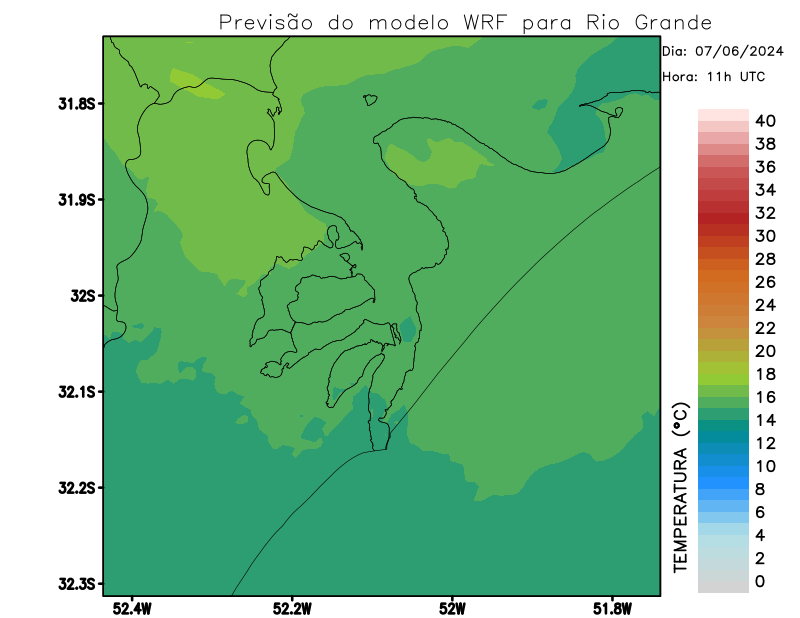 Previsão do modelo WRF para Rio Grande
Dia: 07/06/2024
Hora: 11h UTC
31.8S
31.9S
32S
32.1S
32.2S
32.3S
52.4W
52.2W
52W
51.8W
TEMPERATURA (°C)
40
38
36
34
32
30
28
26
24
22
20
18
16
14
12
10
8
6
4
2
0